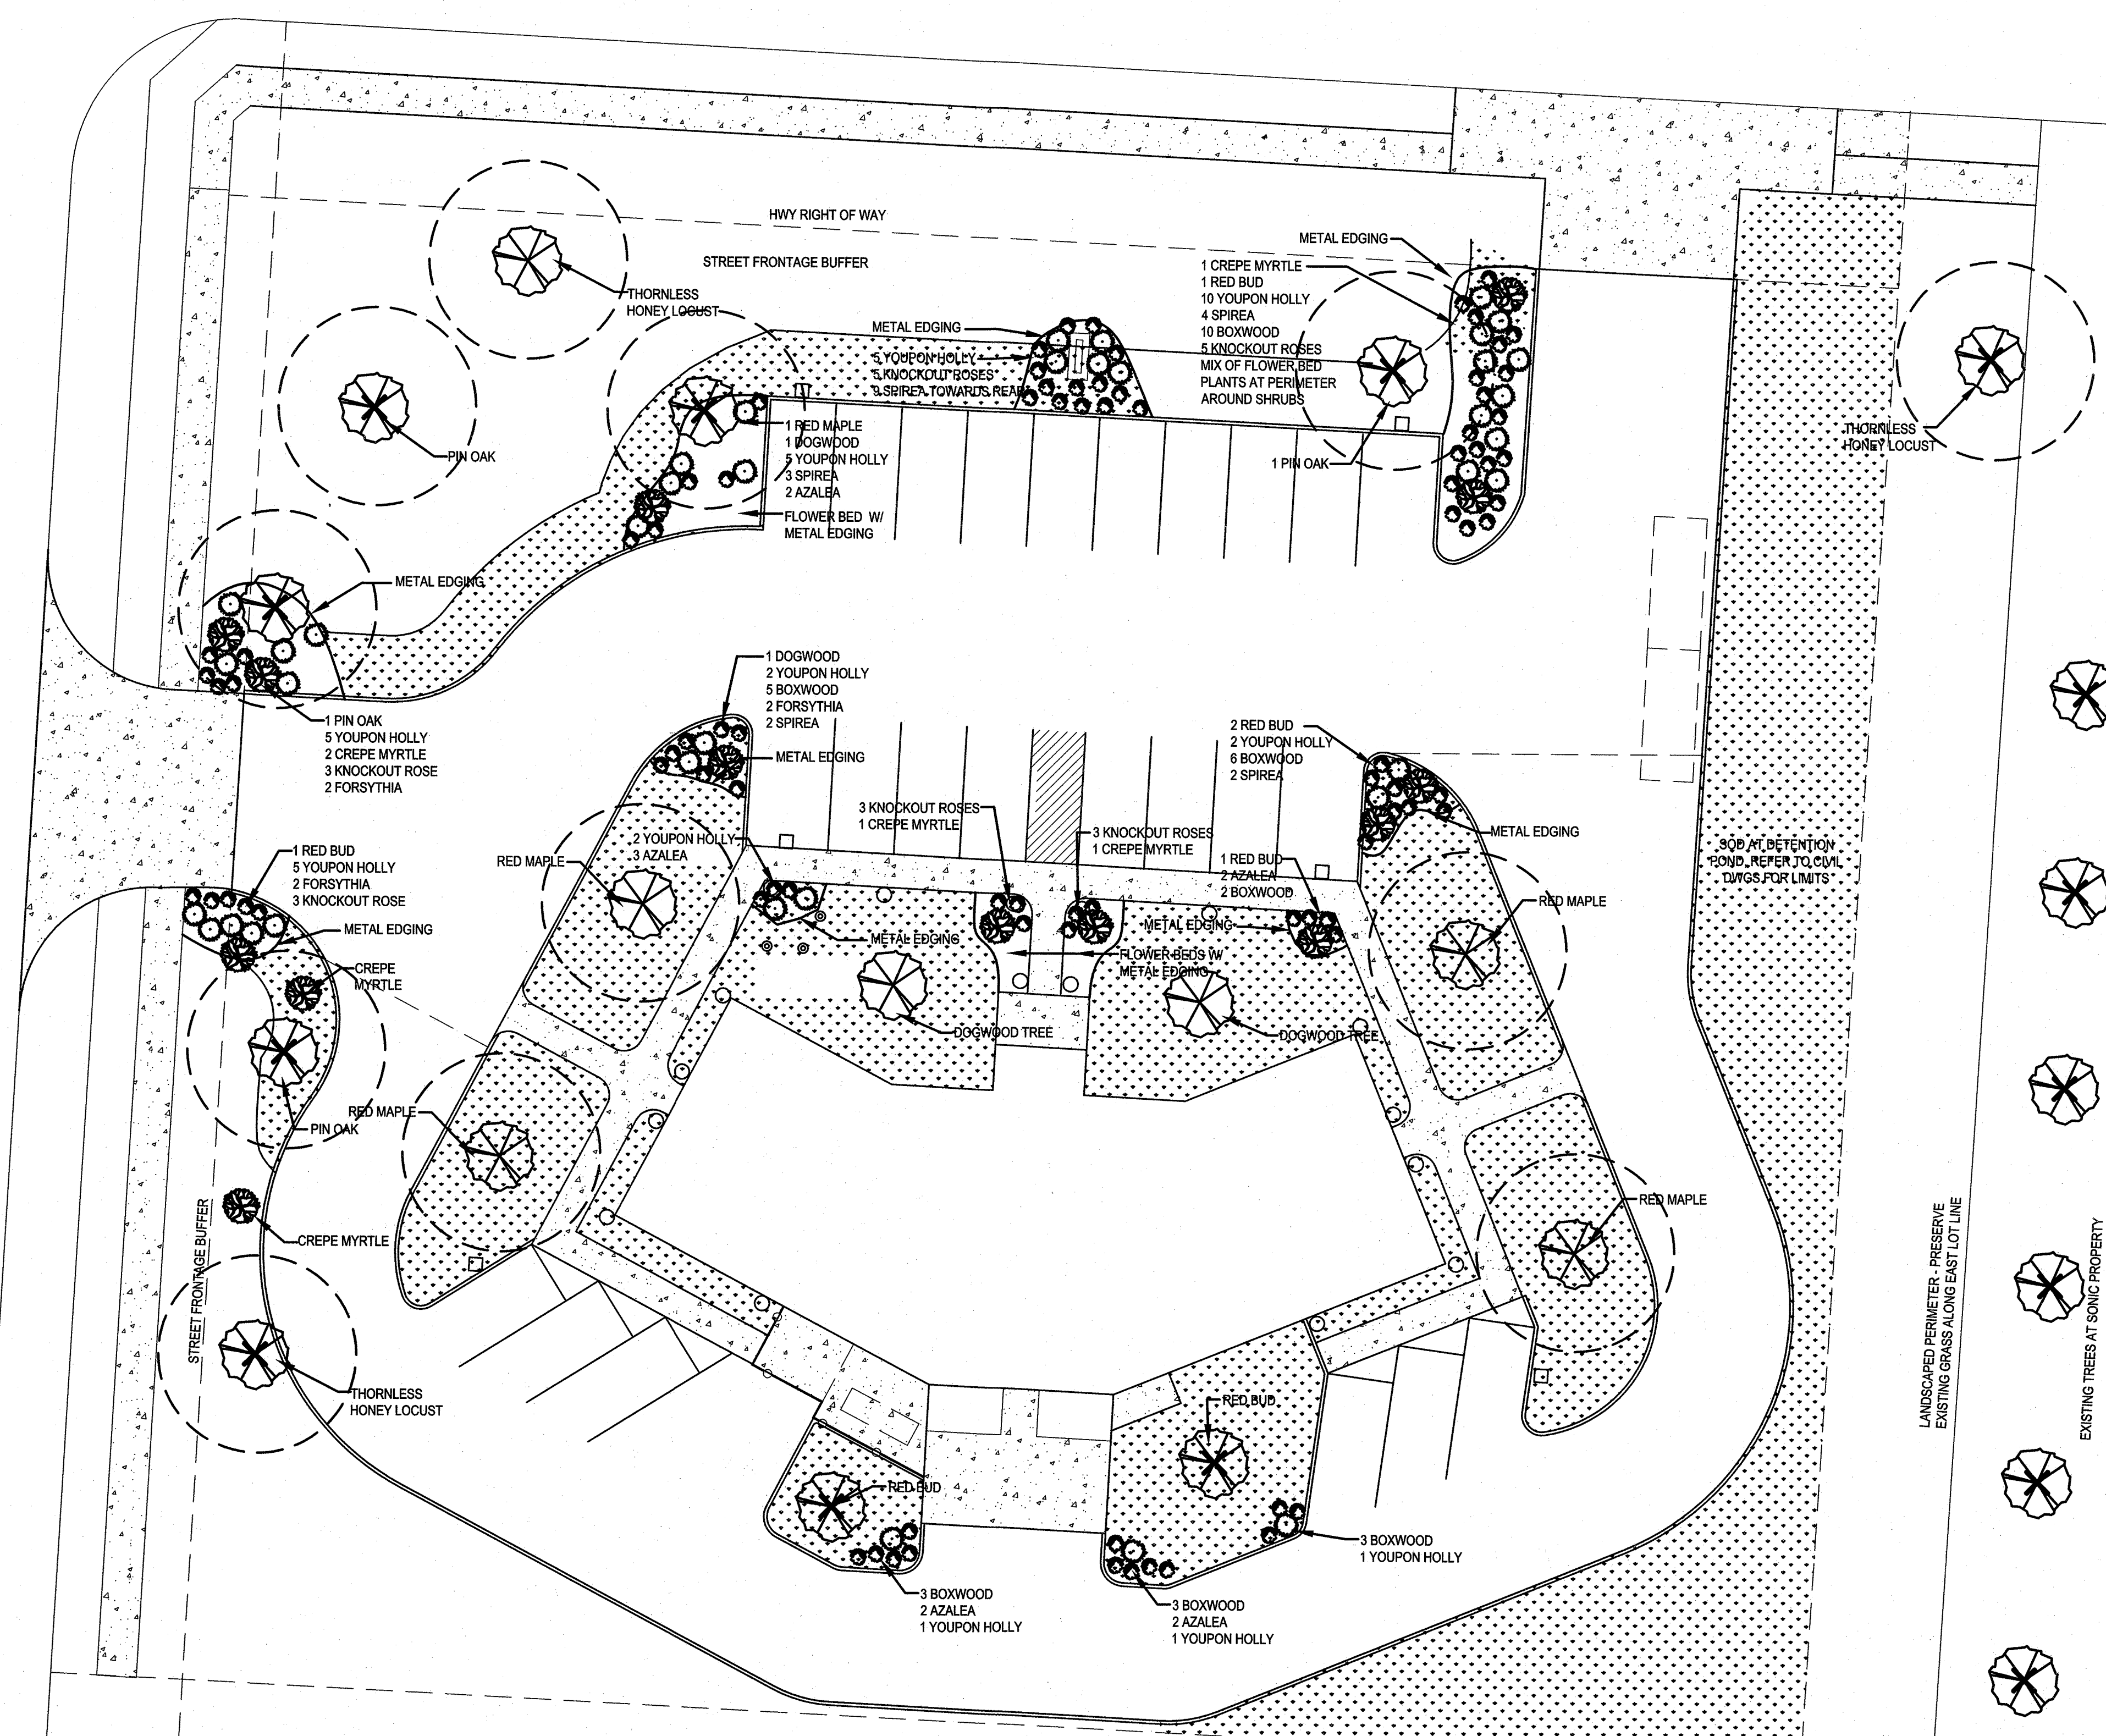 HWY RIGHT OF WAY
STREET FRONTAGE BUFFER
METAL EDGING
1 CREPE MYRTLE
1 RED BUD
10 YOUPON HOLLY
4 SPIREA
10 BOXWOOD
5 KNOCKOUT ROSES
MIX OF FLOWER BED
PLANTS AT PERIMETER
AROUND SHRUBS
THORNLESS
HONEY LOCUST
METAL EDGING
5 YOUPON HOLLY
5 KNOCKOUT ROSES
9 SPIREA TOWARDS REAR
PIN OAK
1 RED MAPLE
1 DOGWOOD
5 YOUPON HOLLY
3 SPIREA
2 AZALEA
FLOWER BED W/
METAL EDGING
1 PIN OAK
THORNLESS
HONEY LOCUST
METAL EDGING
1 PIN OAK
5 YOUPON HOLLY
2 CREPE MYRTLE
3 KNOCKOUT ROSE
2 FORSYTHIA
1 DOGWOOD
2 YOUPON HOLLY
5 BOXWOOD
2 FORSYTHIA
2 SPIREA
METAL EDGING
2 RED BUD
2 YOUPON HOLLY
6 BOXWOOD
2 SPIREA
METAL EDGING
3 KNOCKOUT ROSES
1 CREPE MYRTLE
3 KNOCKOUT ROSES
1 CREPE MYRTLE
2 YOUPON HOLLY
3 AZALEA
RED MAPLE
1 RED BUD
2 AZALEA
2 BOXWOOD
SOD AT DETENTION
POND, REFER TO CIVIL
DWGS FOR LIMITS
1 RED BUD
5 YOUPON HOLLY
2 FORSYTHIA
3 KNOCKOUT ROSE
METAL EDGING
CREPE
MYRTLE
METAL EDGING
METAL EDGING
FLOWER BEDS W/
METAL EDGING
RED MAPLE
DOGWOOD TREE
DOGWOOD TREE
RED MAPLE
PIN OAK
RED MAPLE
CREPE MYRTLE
STREET FRONTAGE BUFFER
THORNLESS
HONEY LOCUST
LANDSCAPED PERIMETER - PRESERVE
EXISTING GRASS ALONG EAST LOT LINE
EXISTING TREES AT SONIC PROPERTY
RED BUD
RED BUD
3 BOXWOOD
1 YOUPON HOLLY
3 BOXWOOD
2 AZALEA
1 YOUPON HOLLY
3 BOXWOOD
2 AZALEA
1 YOUPON HOLLY